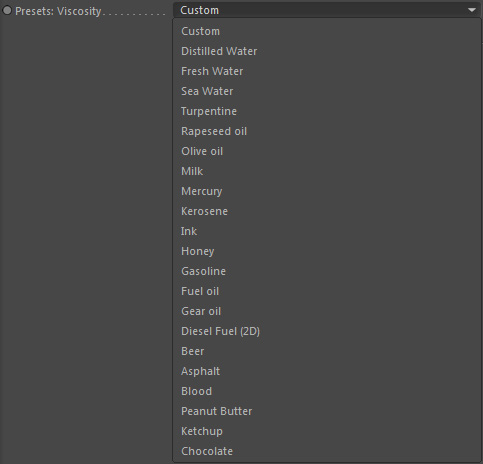 Presets: Viscosity........... Custom
Custom
Distilled Water
Fresh Water
Sea Water
Turpentine
Rapeseed oil
Olive oil
Milk
Mercury
Kerosene
Ink
Honey
Gasoline
Fuel oil
Gear oil
Diesel Fuel (2D)
Beer
Asphalt
Blood
Peanut Butter
Ketchup
Chocolate